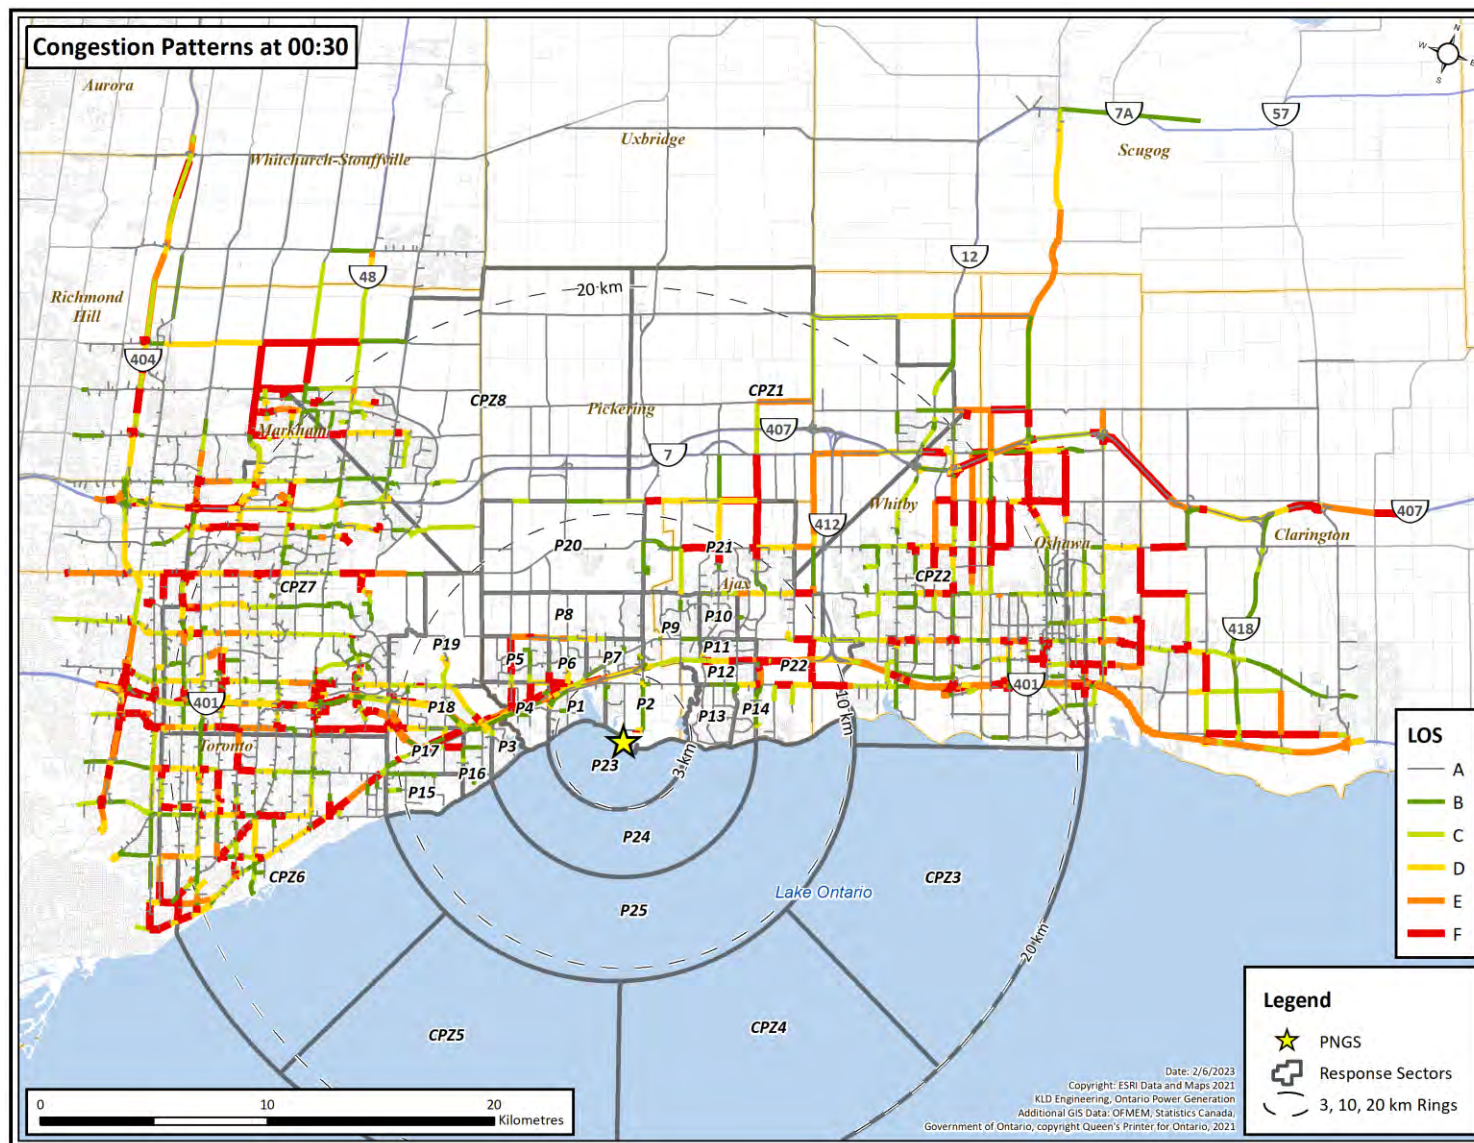 Congestion Patterns at 00:30
N
W
E
S
Aurora
7A
57
Uxbridge
Whitchurch-Stouffville
Scugog
12
48
20 km
Richmond
Hill
404
CPZ1
CPZ8
Pickering
Markham
407
7
Whitby
412
407
Clarington
Oshawa
P20
P21
CPZ2
CPZ7
Ajax
P8
P10
P9
418
P19
P11
P5
P6
P7
P22
P12
401
401
P18
P4
P1
P2
P13
P14
10 km
Toronto
P17
P3
P16
P23
3 km
P15
P24
CPZ6
CPZ3
Lake Ontario
P25
20 km
CPZ4
CPZ5
LOS
A
B
C
D
E
F
Legend
PNGS
Response Sectors
3, 10, 20 km Rings
Date: 2/6/2023
Copyright: ESRI Data and Maps 2021
KLD Engineering, Ontario Power Generation
Additional GIS Data: OFMEM, Statistics Canada,
Government of Ontario, copyright Queen's Printer for Ontario, 2021
0
10
20
Kilometres